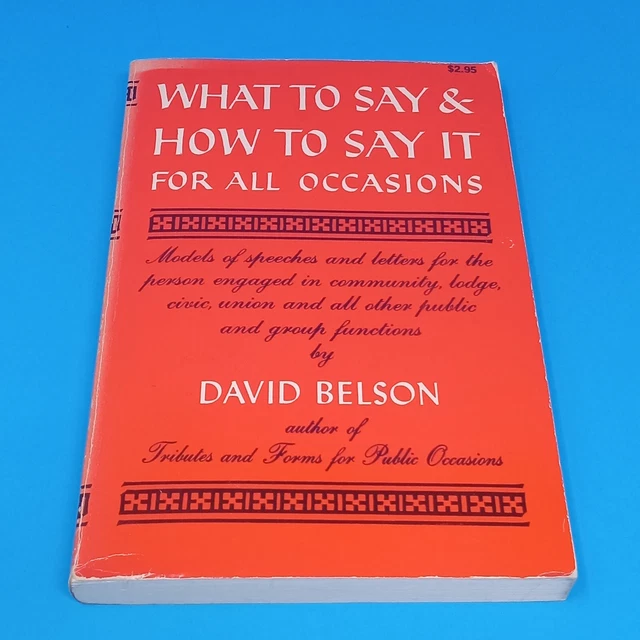 $2.95
WHAT TO SAY &
HOW TO SAY IT
FOR ALL OCCASIONS
Models of speeches and letters for the
person engaged in community, lodge,
civic, union and all other public
and group functions
by
DAVID BELSON
author of
Tributes and Forms for Public Occasions